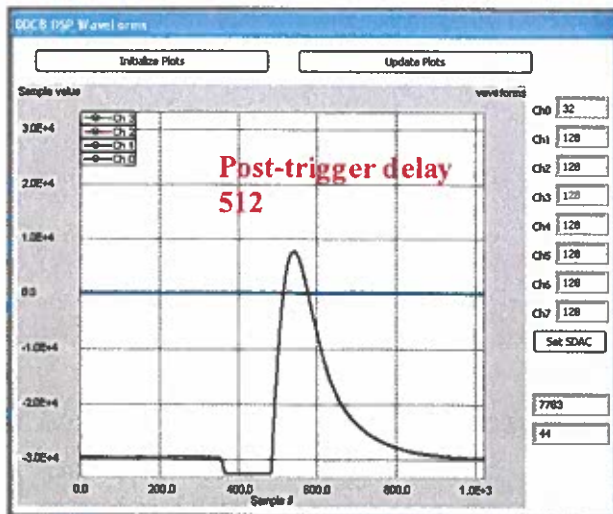 DDC8 DSP Waveforms
Initialize Plots
Update Plots
Sample value
waveforms
Ch 3
Ch 2
Ch 1
Ch 0
3.0E+4
2.0E+4
1.0E+4
0.0
-1.0E+4
-2.0E+4
-3.0E+4
Post-trigger delay
512
0.0
200.0
400.0
600.0
800.0
1.0E+3
Sample #
Ch0 32
Ch1 128
Ch2 128
Ch3 128
Ch4 128
Ch5 128
Ch6 128
Ch7 128
Set SDAC
7783
44